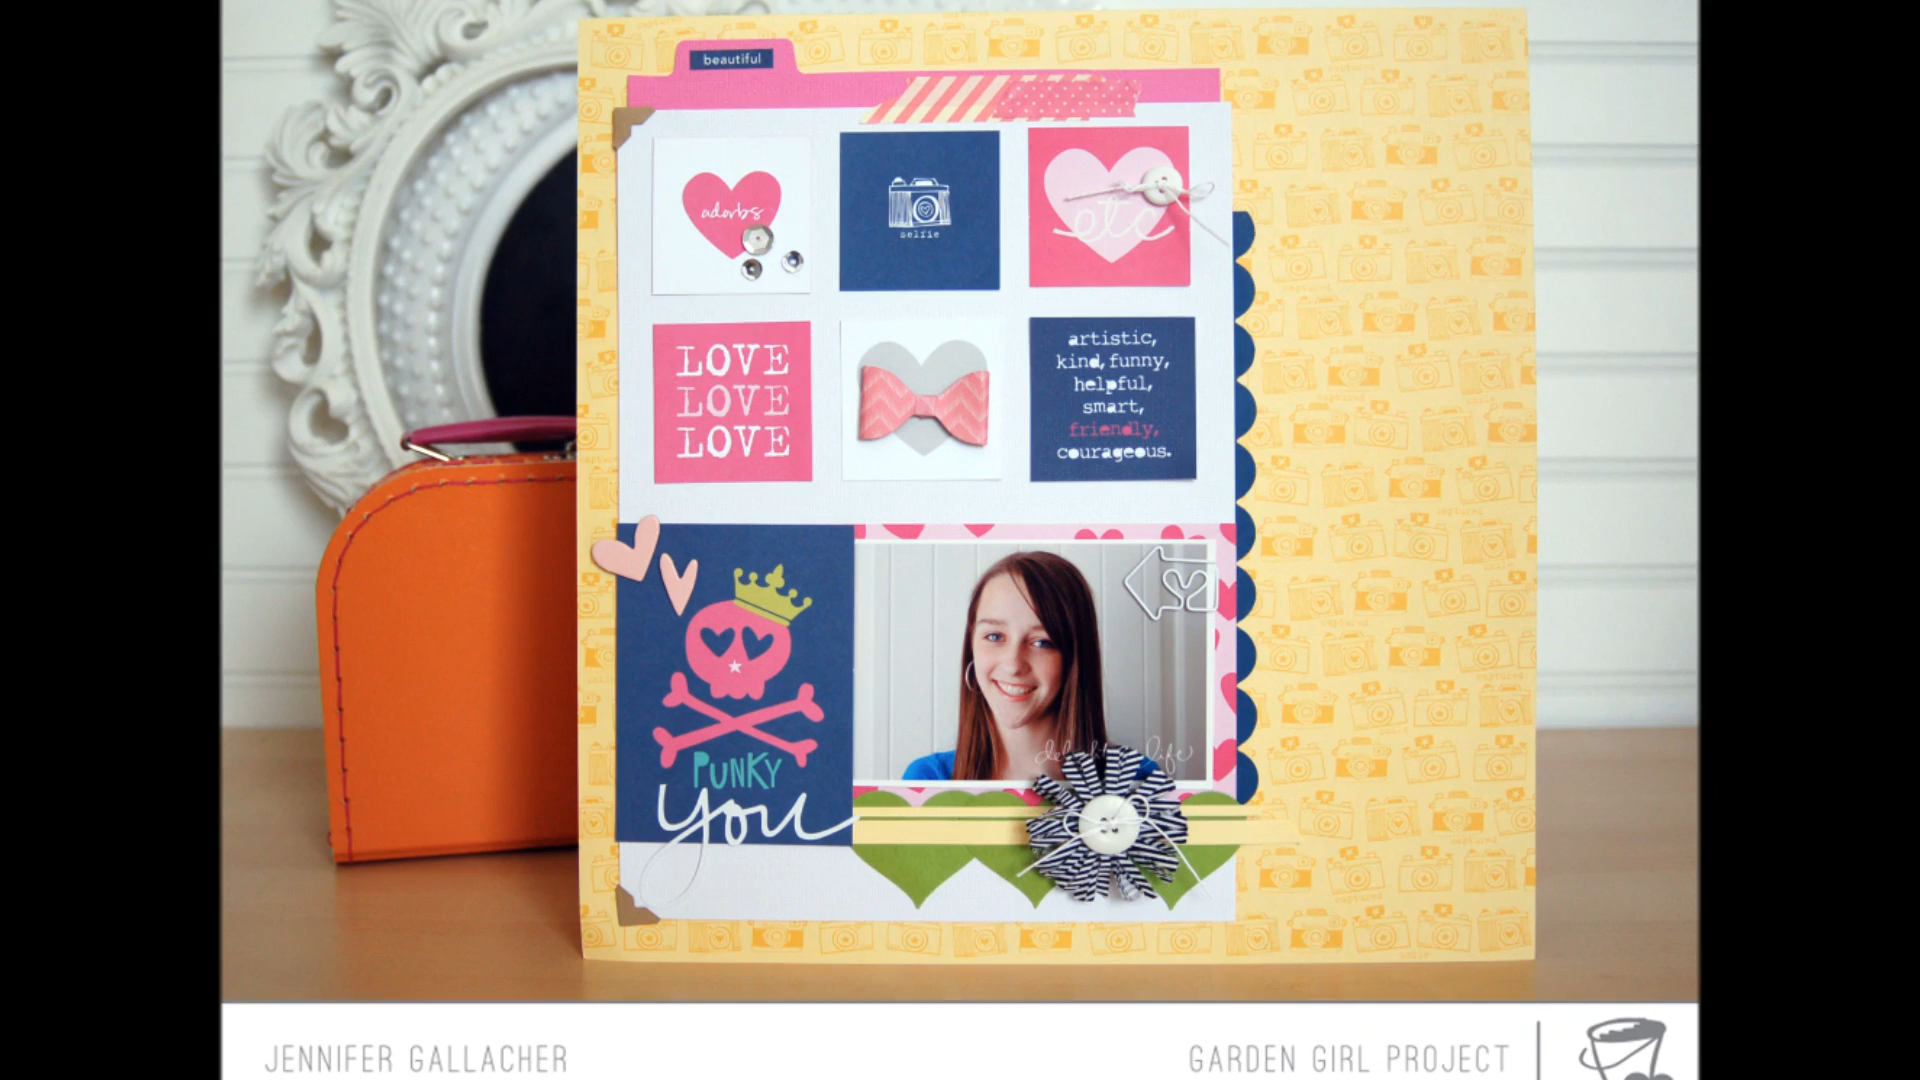 beautiful
adorbs
selfie
etc
LOVE
LOVE
LOVE
artistic,
kind, funny,
helpful,
smart,
friendly,
courageous.
PUNKY
you
life
JENNIFER GALLACHER
GARDEN GIRL PROJECT